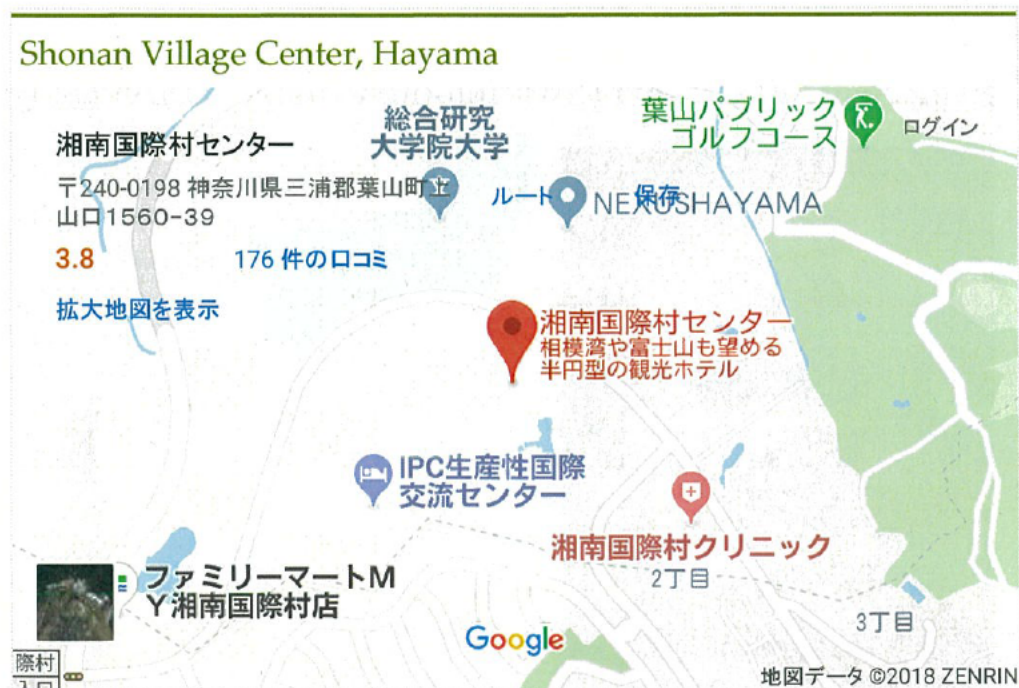 Shonan Village Center, Hayama
湘南国際村センター
〒240-0198 神奈川県三浦郡葉山町上
山口1560-39
3.8
176 件の口コミ
拡大地図を表示
総合研究
大学院大学
ルート
保存
NEXUSHAYAMA
葉山パブリック
ゴルフコース
ログイン
湘南国際村センター
相模湾や富士山も望める
半円型の観光ホテル
IPC生産性国際
交流センター
湘南国際村クリニック
2丁目
ファミリーマートM
Y湘南国際村店
3丁目
Google
際村
地図データ ©2018 ZENRIN